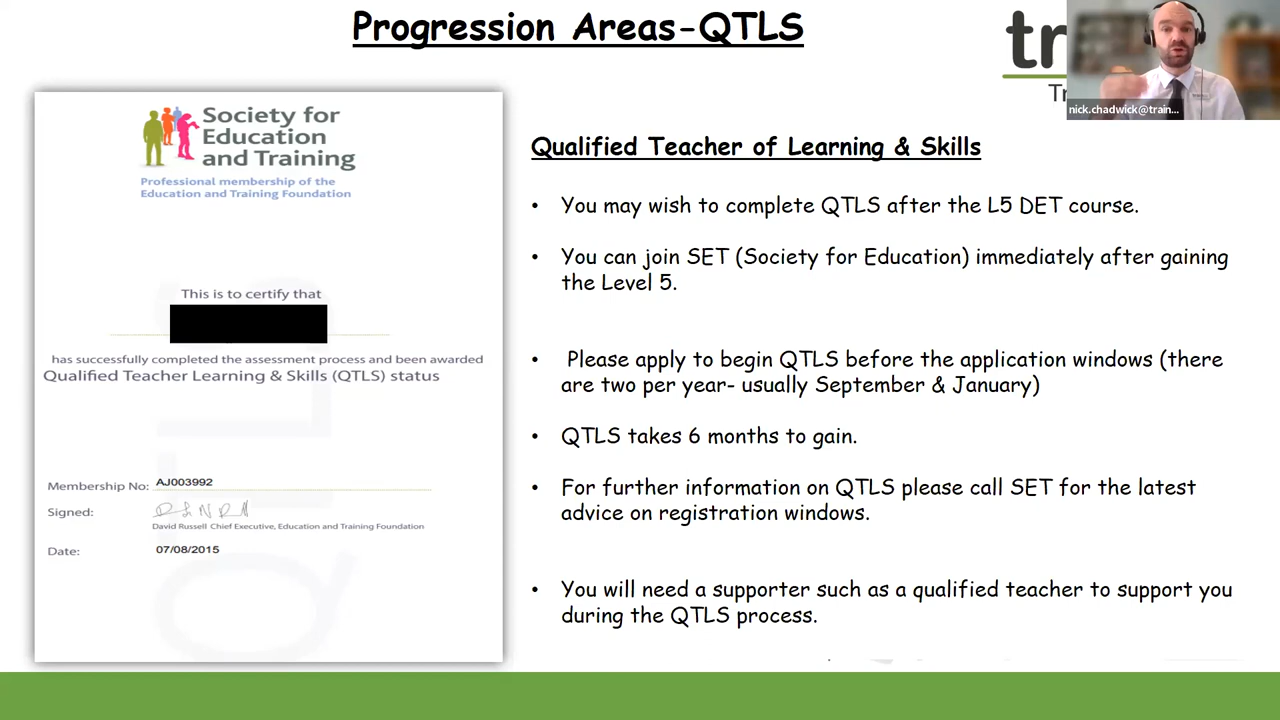 Progression Areas-QTLS
tr
Tr
nick.chadwick@train...
Society for
Education
and Training
Professional membership of the
Education and Training Foundation
This is to certify that
has successfully completed the assessment process and been awarded
Qualified Teacher Learning & Skills (QTLS) status
Membership No: AJ003992
Signed:
David Russell Chief Executive, Education and Training Foundation
Date: 07/08/2015
QTLS
Qualified Teacher of Learning & Skills
• You may wish to complete QTLS after the L5 DET course.
• You can join SET (Society for Education) immediately after gaining
the Level 5.
• Please apply to begin QTLS before the application windows (there
are two per year- usually September & January)
• QTLS takes 6 months to gain.
• For further information on QTLS please call SET for the latest
advice on registration windows.
• You will need a supporter such as a qualified teacher to support you
during the QTLS process.